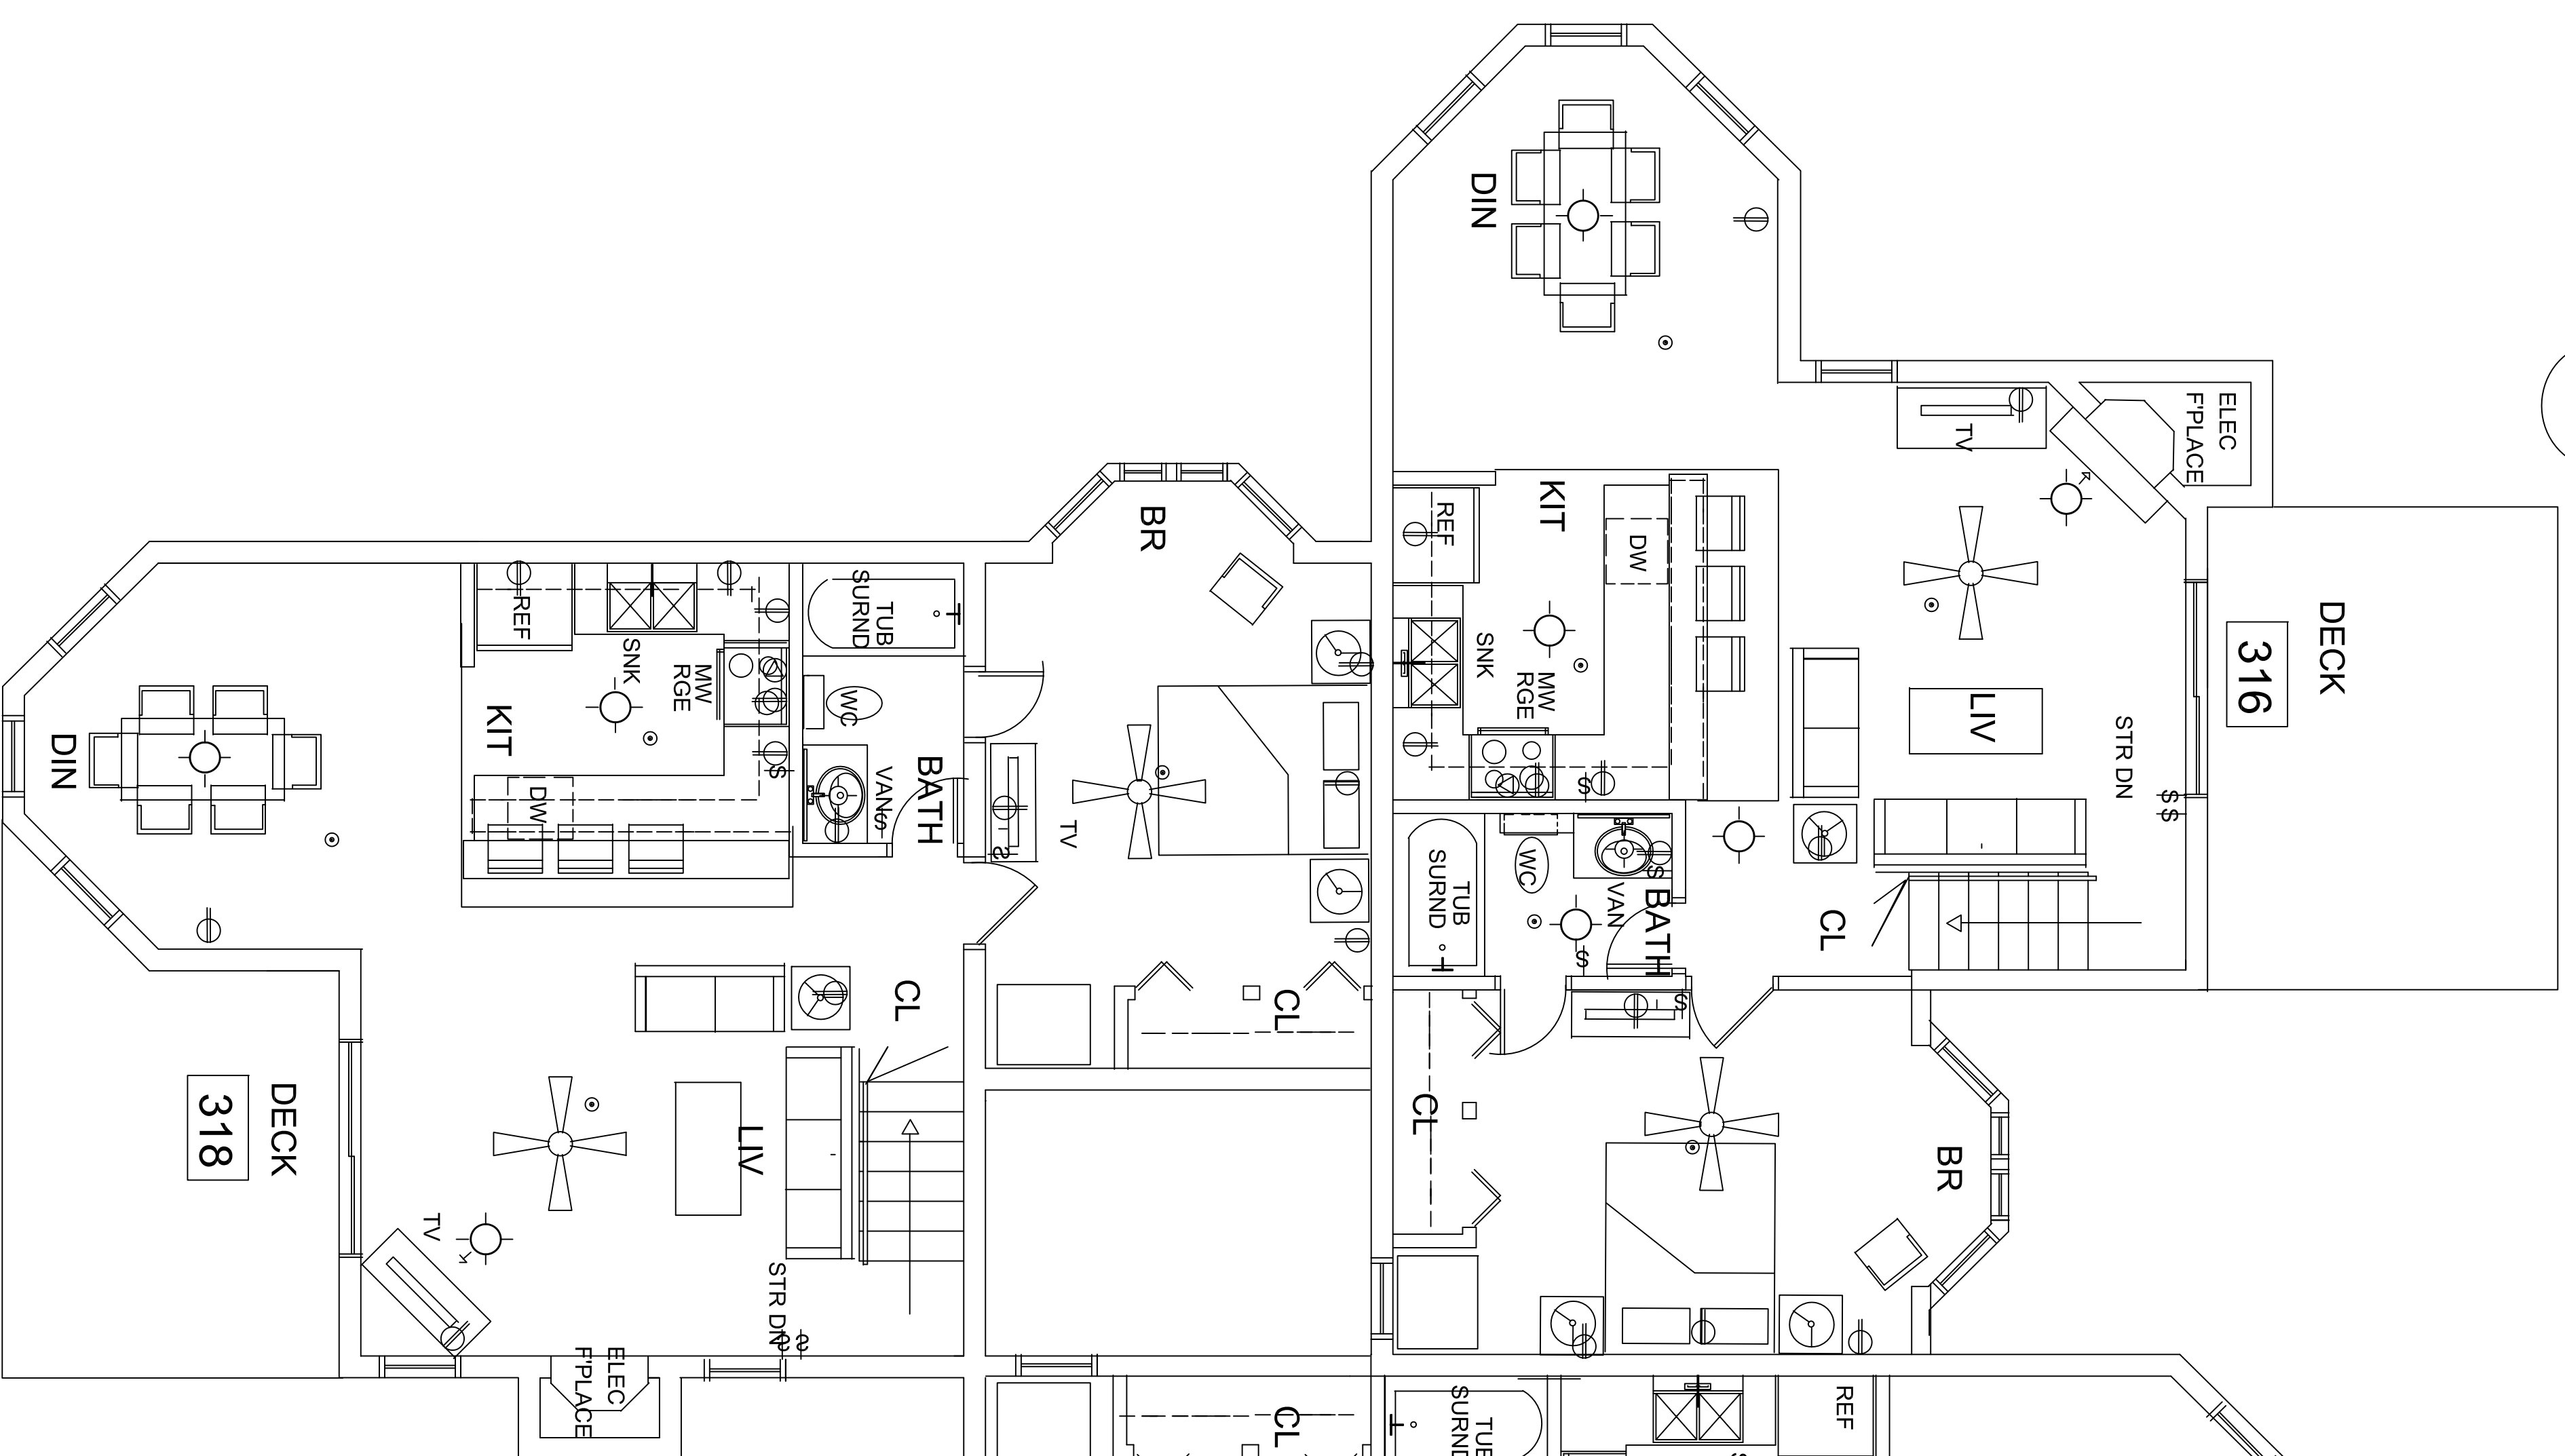 DIN
KIT
REF
DW
SNK
MW
RGE
TUB
SURND
WC
VAN
BATH
TV
ELEC
F'PLACE
LIV
STR DN
S S
DECK
316
CL
CL
BR
S
S
S
S
BR
TV
CL
TUB
SURND
WC
VAN
S
BATH
S
S
REF
SNK
MW
RGE
KIT
DW
DIN
CL
LIV
STR DN
S S
TV
ELEC
F'PLACE
DECK
318
CL
TUB
SURND
REF